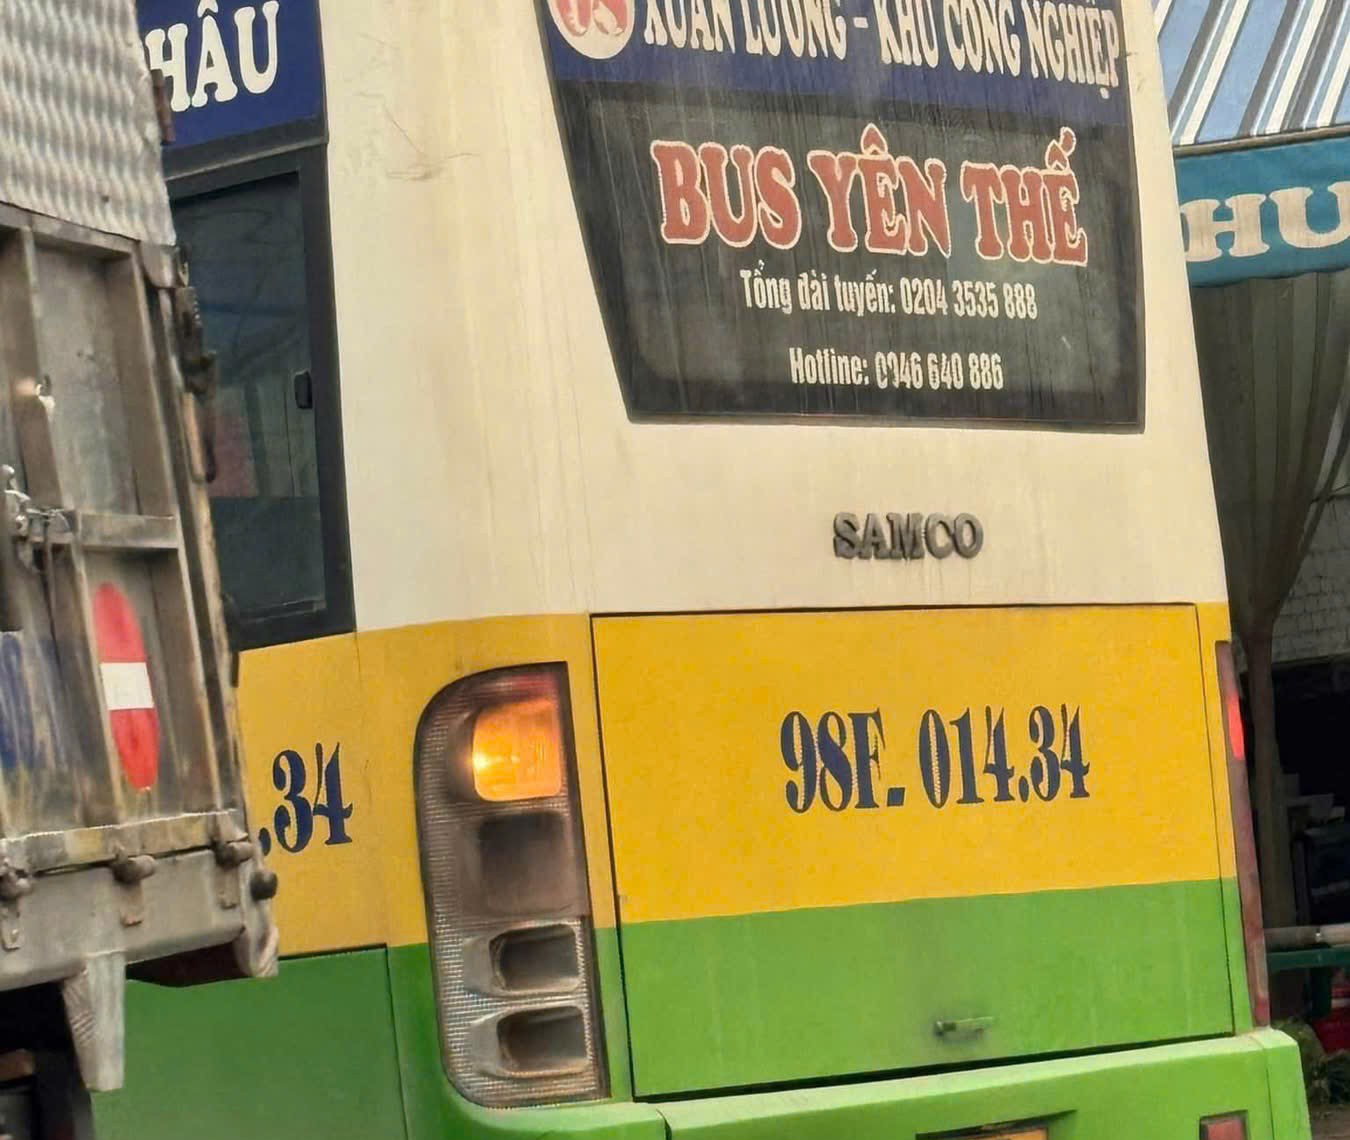 HÂU
XUÂN LƯƠNG - KHU CÔNG NGHIỆP
BUS YÊN THẾ
Tổng đài tuyến: 0204 3535 888
Hotline: 0946 640 886
HU
SAMCO
98F. 014.34
.34